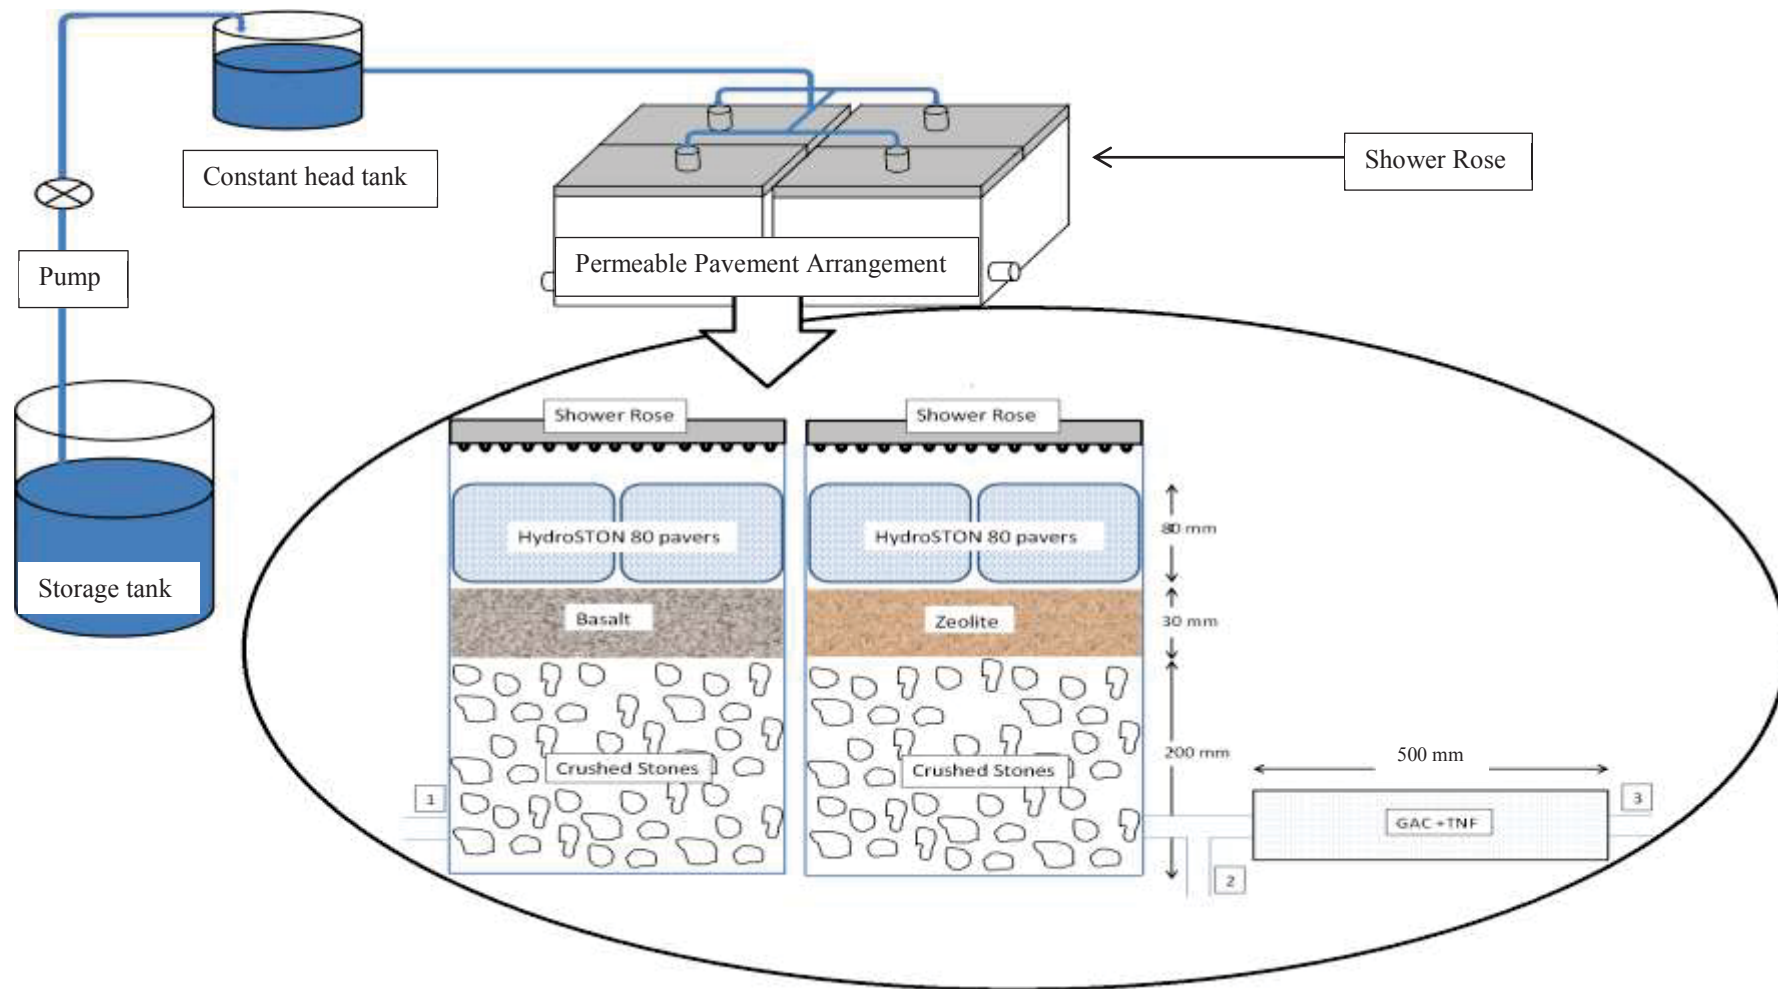 Constant head tank
Shower Rose
Pump
Permeable Pavement Arrangement
Storage tank
Shower Rose
Shower Rose
HydroSTON 80 pavers
HydroSTON 80 pavers
80 mm
Basalt
Zeolite
30 mm
Crushed Stones
Crushed Stones
200 mm
500 mm
1
GAC +TNF
3
2